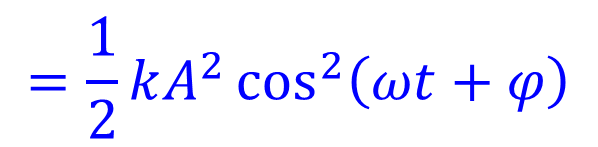 = 1/2 kA² cos²(ωt + φ)